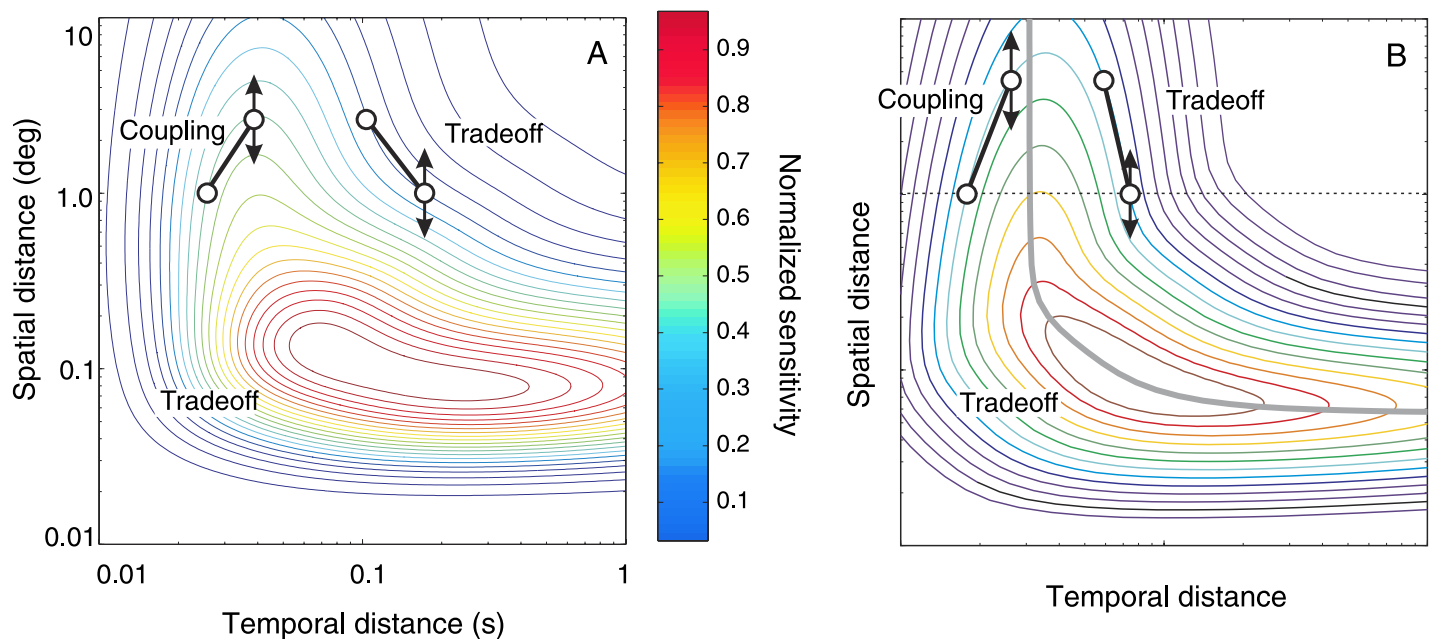 A
10
1.0
0.1
0.01
Spatial distance (deg)
Coupling
Tradeoff
Tradeoff
0.01
0.1
1
Temporal distance (s)
0.9
0.8
0.7
0.6
0.5
0.4
0.3
0.2
0.1
Normalized sensitivity
B
Spatial distance
Coupling
Tradeoff
Tradeoff
Temporal distance